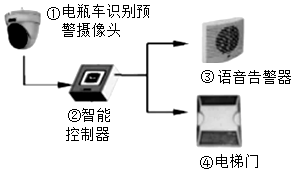 ①电瓶车识别预
警摄像头
②智能
控制器
③语音告警器
④电梯门